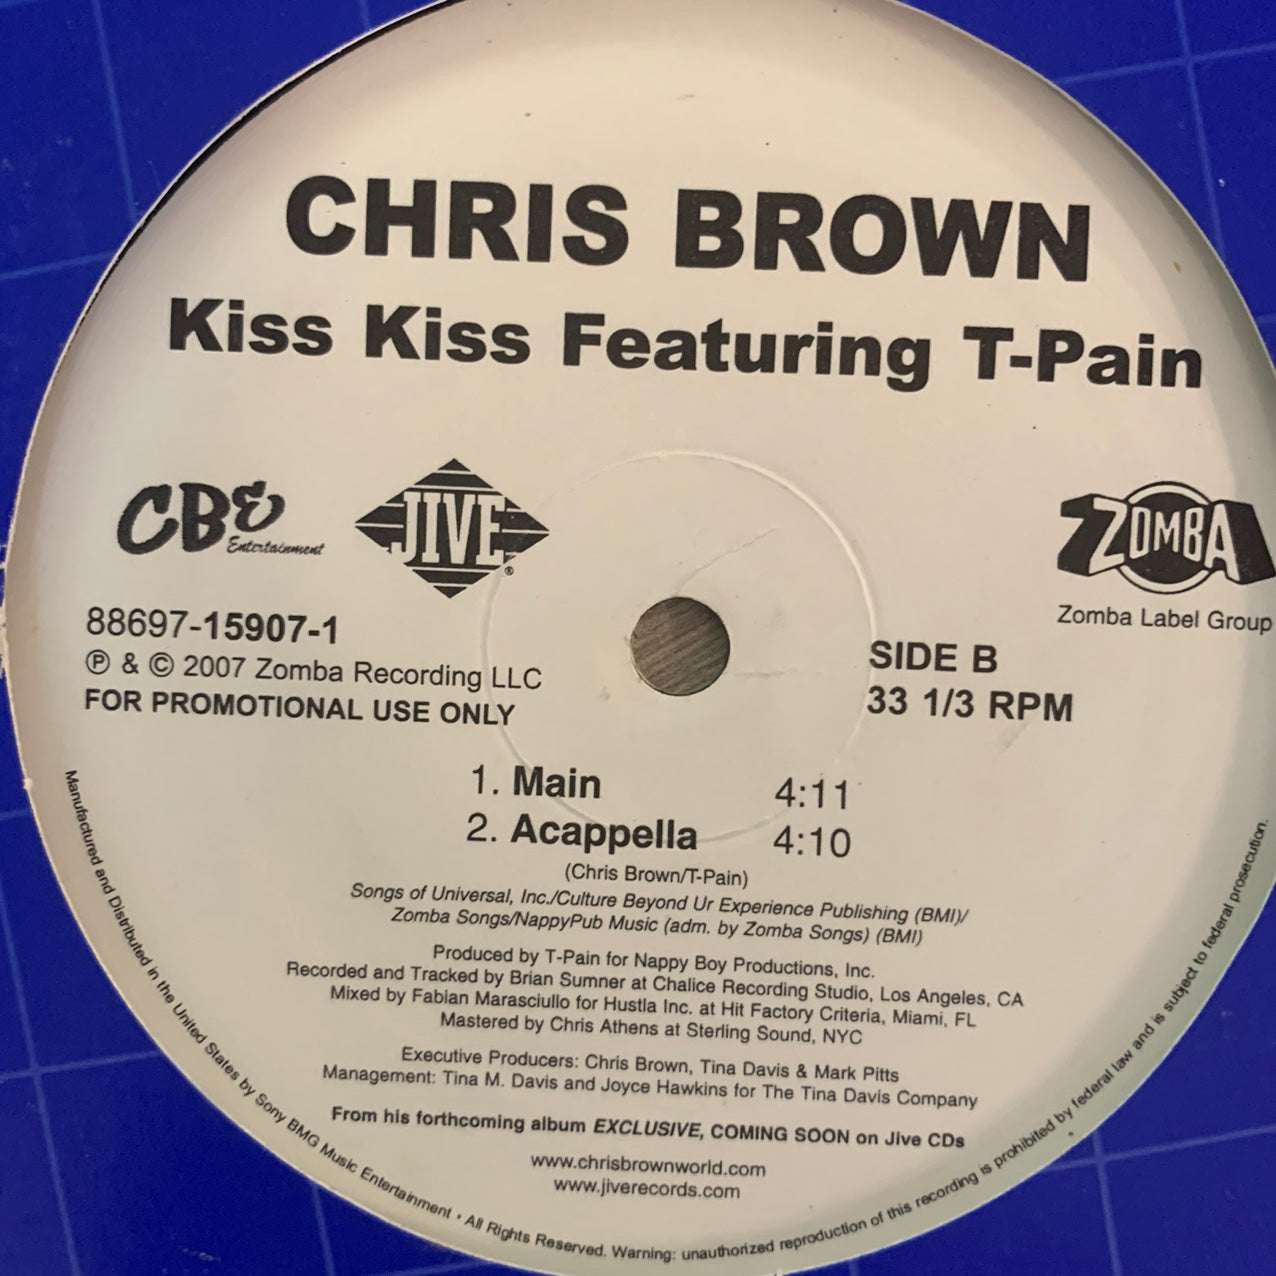 CHRIS BROWN
Kiss Kiss Featuring T-Pain
CBE
Entertainment
JIVE
®
ZOMBA
Zomba Label Group
88697-15907-1
℗ & © 2007 Zomba Recording LLC
FOR PROMOTIONAL USE ONLY
SIDE B
33 1/3 RPM
1. Main 4:11
2. Acappella 4:10
(Chris Brown/T-Pain)
Songs of Universal, Inc./Culture Beyond Ur Experience Publishing (BMI)/
Zomba Songs/NappyPub Music (adm. by Zomba Songs) (BMI)
Produced by T-Pain for Nappy Boy Productions, Inc.
Recorded and Tracked by Brian Sumner at Chalice Recording Studio, Los Angeles, CA
Mixed by Fabian Marasciullo for Hustla Inc. at Hit Factory Criteria, Miami, FL
Mastered by Chris Athens at Sterling Sound, NYC
Executive Producers: Chris Brown, Tina Davis & Mark Pitts
Management: Tina M. Davis and Joyce Hawkins for The Tina Davis Company
From his forthcoming album EXCLUSIVE, COMING SOON on Jive CDs
www.chrisbrownworld.com
www.jiverecords.com
Manufactured and Distributed in the United States by Sony BMG Music Entertainment • All Rights Reserved. Warning: unauthorized reproduction of this recording is prohibited by federal law and is subject to federal prosecution.